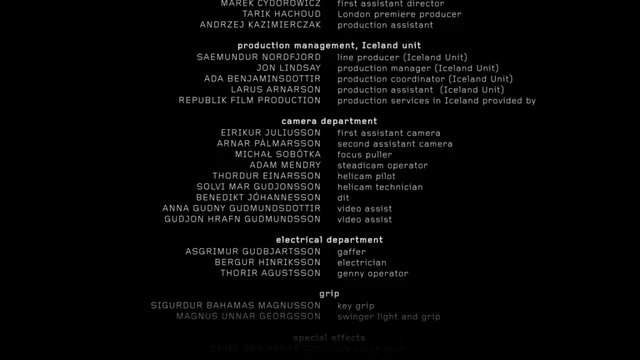 MAREK CYDOROWICZ first assistant director
TARIK HACHOUD London premiere producer
ANDRZEJ KAZIMIERCZAK production assistant
production management, Iceland unit
SAEMUNDUR NORDFJORD line producer (Iceland Unit)
JON LINDSAY production manager (Iceland Unit)
ADA BENJAMINSDOTTIR production coordinator (Iceland Unit)
LARUS ARNARSON production assistant (Iceland Unit)
REPUBLIK FILM PRODUCTION production services in Iceland provided by
camera department
EIRIKUR JULIUSSON first assistant camera
ARNAR PÁLMARSSON second assistant camera
MICHAŁ SOBÓTKA focus puller
ADAM MENDRY steadicam operator
THORDUR EINARSSON helicam pilot
SOLVI MAR GUDJONSSON helicam technician
BENEDIKT JÓHANNESSON dit
ANNA GUDNY GUDMUNDSDOTTIR video assist
GUDJON HRAFN GUDMUNDSSON video assist
electrical department
ASGRIMUR GUDBJARTSSON gaffer
BERGUR HINRIKSSON electrician
THORIR AGUSTSSON genny operator
grip
SIGURDUR BAHAMAS MAGNUSSON key grip
MAGNUS UNNAR GEORGSSON swinger light and grip
special effects